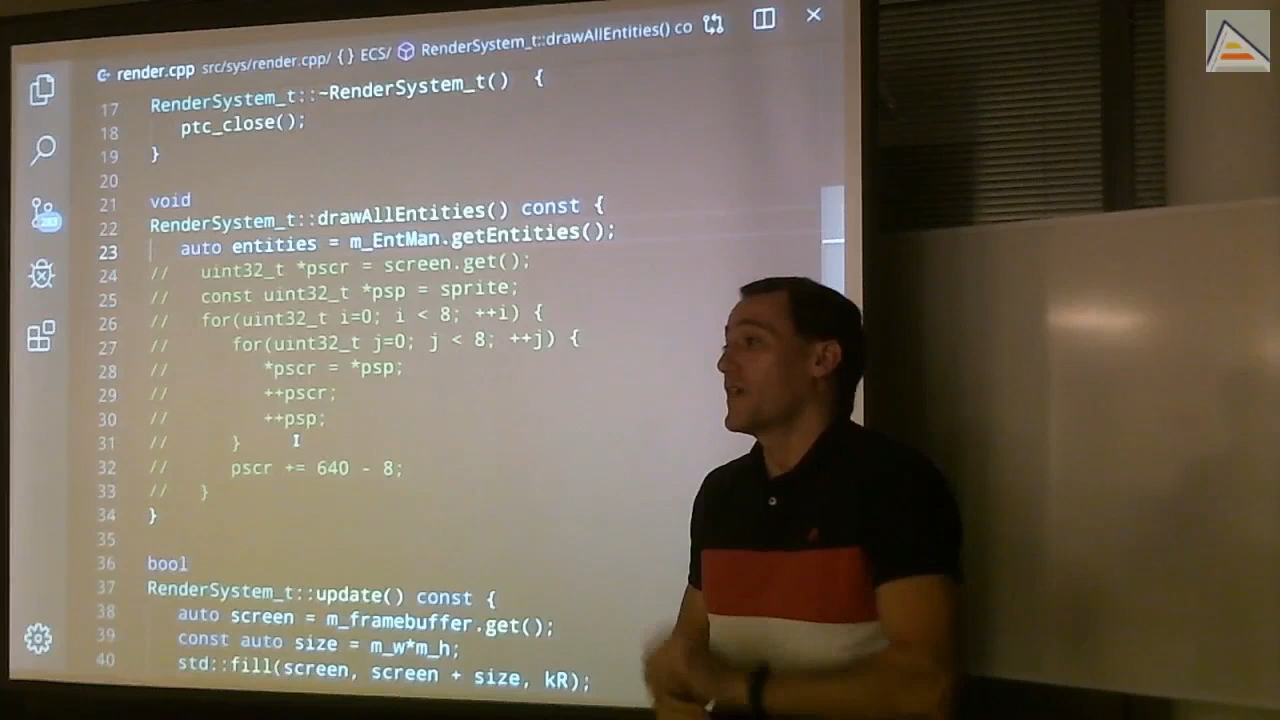 render.cpp src/sys/render.cpp/ {} ECS/ RenderSystem_t::drawAllEntities() co
17 RenderSystem_t::~RenderSystem_t() {
18 ptc_close();
19 }
20
21 void
22 RenderSystem_t::drawAllEntities() const {
23 auto entities = m_EntMan.getEntities();
24 // uint32_t *pscr = screen.get();
25 // const uint32_t *psp = sprite;
26 // for(uint32_t i=0; i < 8; ++i) {
27 // for(uint32_t j=0; j < 8; ++j) {
28 // *pscr = *psp;
29 // ++pscr;
30 // ++psp;
31 // }
32 // pscr += 640 - 8;
33 // }
34 }
35
36 bool
37 RenderSystem_t::update() const {
38 auto screen = m_framebuffer.get();
39 const auto size = m_w*m_h;
40 std::fill(screen, screen + size, kR);